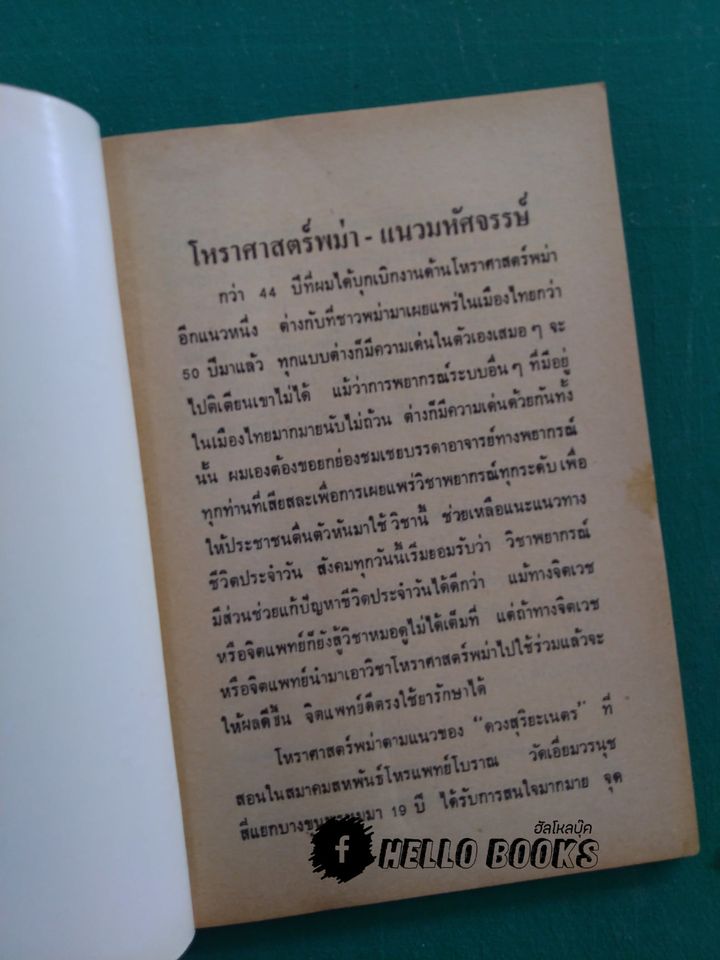 โหราศาสตร์พม่า - แนวมหัศจรรษ์
กว่า 44 ปีที่ผมได้บุกเบิกงานด้านโหราศาสตร์พม่า
อีกแนวหนึ่ง ต่างกับที่ชาวพม่ามาเผยแพร่ในเมืองไทยกว่า
50 ปีมาแล้ว ทุกแบบต่างก็มีความเด่นในตัวเองเสมอ ๆ จะ
ไปติเตียนเขาไม่ได้ แม้ว่าการพยากรณ์ระบบอื่น ๆ ที่มีอยู่
ในเมืองไทยมากมายนับไม่ถ้วน ต่างก็มีความเด่นด้วยกันทั้ง
นั้น ผมเองต้องขอยกย่องชมเชยบรรดาอาจารย์ทางพยากรณ์
ทุกท่านที่เสียสละเพื่อการเผยแพร่วิชาพยากรณ์ทุกระดับ เพื่อ
ให้ประชาชนตื่นตัวหันมาใช้ วิชานี้ ช่วยเหลือแนะแนวทาง
ชีวิตประจำวัน สังคมทุกวันนี้เริ่มยอมรับว่า วิชาพยากรณ์
มีส่วนช่วยแก้ปัญหาชีวิตประจำวันได้ดีกว่า แม้ทางจิตเวช
หรือจิตแพทย์ก็ยังสู้วิชาหมอดูไม่ได้เต็มที่ แต่ถ้าทางจิตเวช
หรือจิตแพทย์นำมาเอาวิชาโหราศาสตร์พม่าไปใช้ร่วมแล้วจะ
ให้ผลดีขึ้น จิตแพทย์ดีตรงใช้ยารักษาได้
โหราศาสตร์พม่าตามแนวของ "ดวงสุริยะเนตร" ที่
สอนในสมาคมสหพันธ์โหรแพทย์โบราณ วัดเอี่ยมวรนุช
สี่แยกบางขุนพรหมมา 19 ปี ได้รับการสนใจมากมาย จุด
ฮัลโหลบุ๊ค
f HELLO BOOKS